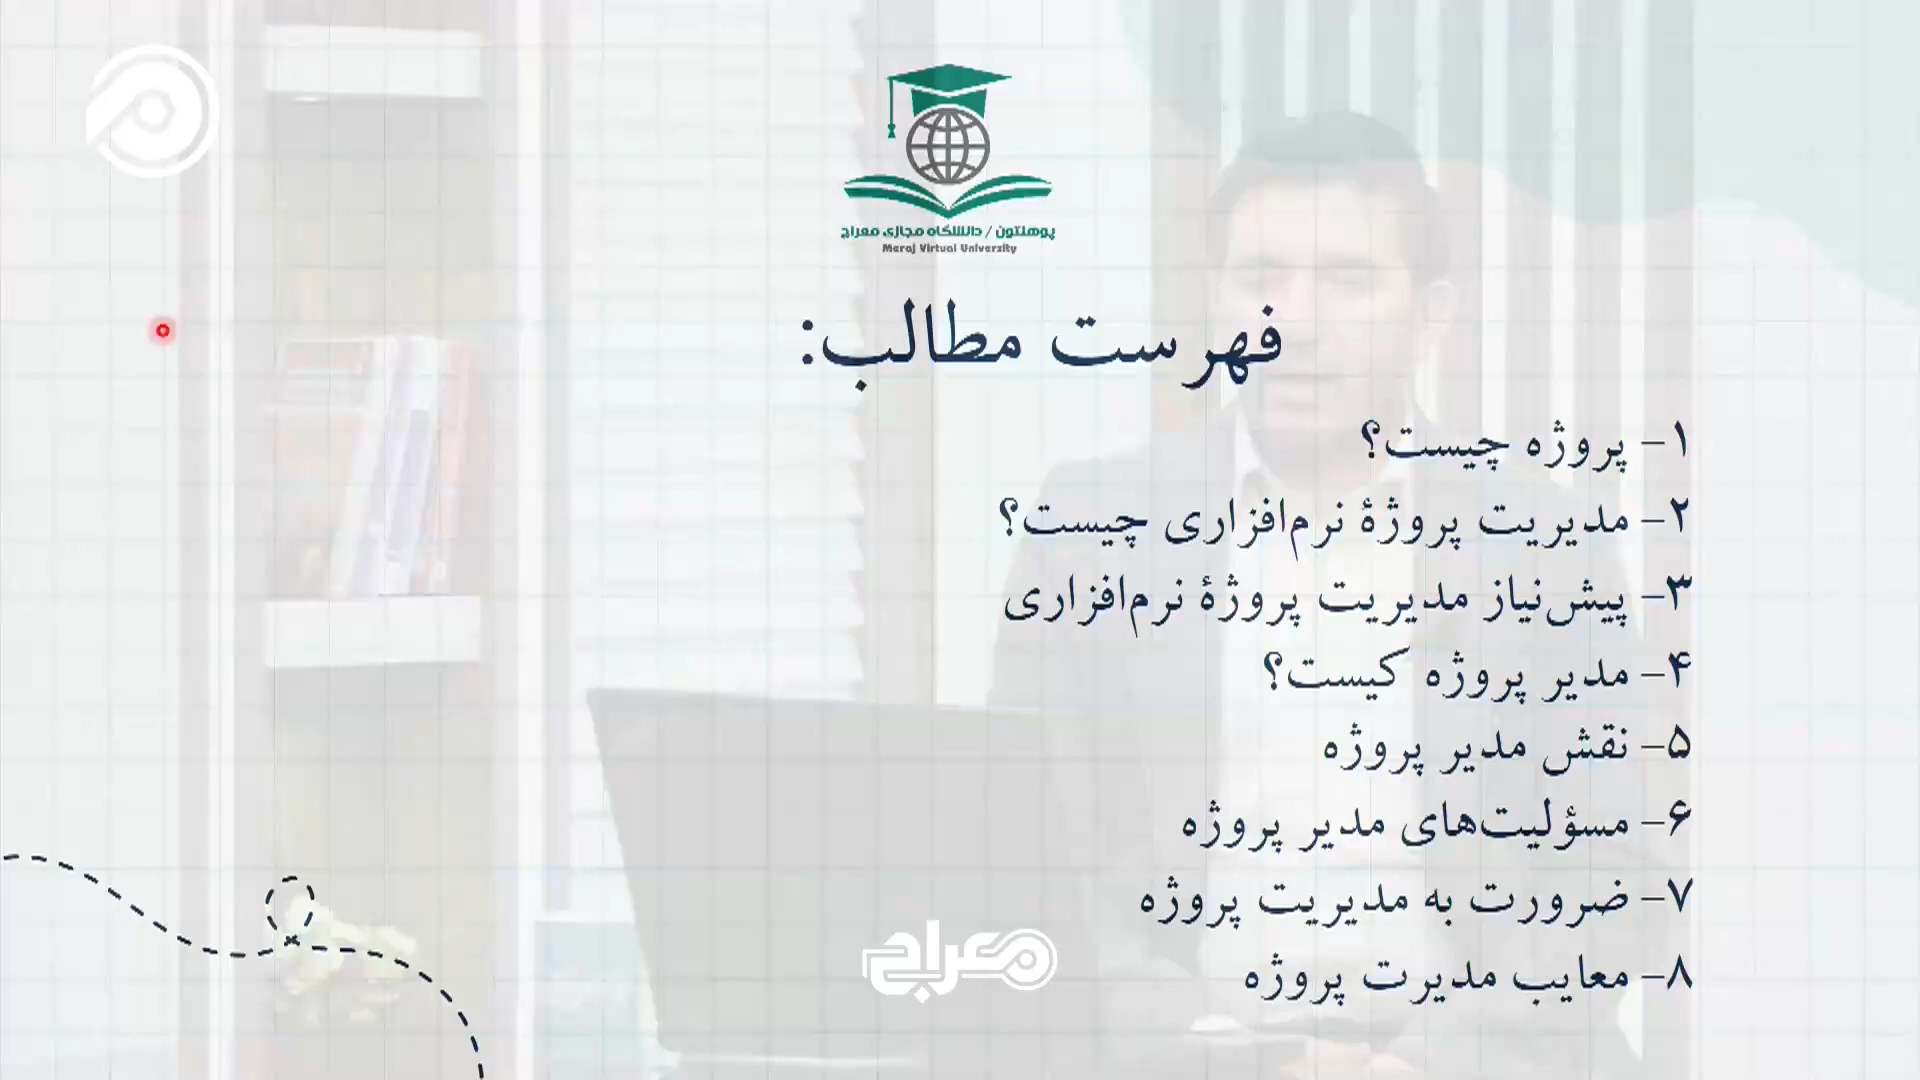 پوهنتون / دانشگاه مجازی معراج
Meraj Virtual University
فهرست مطالب:
۱- پروژه چیست؟
۲- مدیریت پروژهٔ نرم‌افزاری چیست؟
۳- پیش‌نیاز مدیریت پروژهٔ نرم‌افزاری
۴- مدیر پروژه کیست؟
۵- نقش مدیر پروژه
۶- مسؤلیت‌های مدیر پروژه
۷- ضرورت به مدیریت پروژه
۸- معایب مدیرت پروژه
معراج